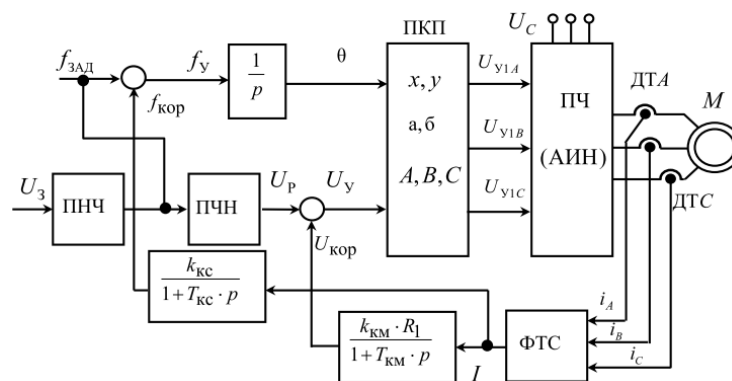 ПКП
U_C
f_ЗАД
f_У
1/p
θ
x, y
U_У1A
ПЧ
ДТА
M
f_кор
а,б
U_У1B
(АИН)
U_З
ПНЧ
ПЧН
U_Р
U_У
A, B, C
U_У1C
ДТC
U_кор
k_кс / (1 + T_кс · p)
i_A
k_км · R_1 / (1 + T_км · p)
ФТС
i_B
i_C
I